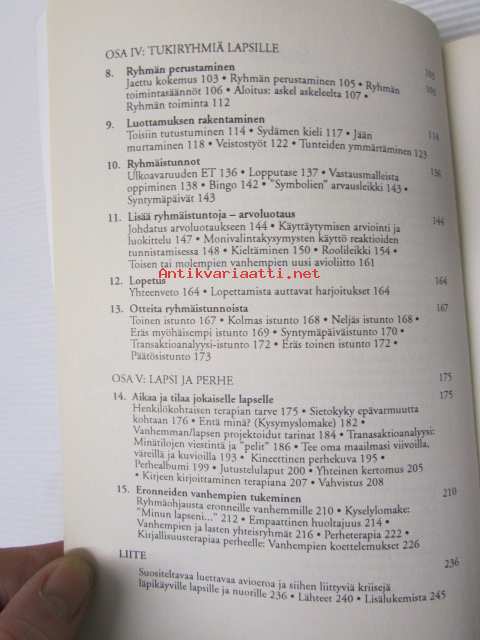 OSA IV: TUKIRYHMIÄ LAPSILLE
8. Ryhmän perustaminen 103
Jaettu kokemus 103 • Ryhmän perustaminen 105 • Ryhmän
toimintasäännöt 106 • Aloitus: askel askeleelta 107 •
Ryhmän toiminta 112
9. Luottamuksen rakentaminen 114
Toisiin tutustuminen 114 • Sydämen kieli 117 • Jään
murtaminen 118 • Veistostyöt 122 • Tunteiden ymmärtäminen 123
10. Ryhmäistunnot 136
Ulkoavaruuden ET 136 • Lopputase 137 • Vastausmalleista
oppiminen 138 • Bingo 142 • "Symbolien" arvausleikki 143 •
Syntymäpäivät 143
11. Lisää ryhmäistuntoja – arvoluotaus 144
Johdatus arvoluotaukseen 144 • Käyttäytymisen arviointi ja
luokittelu 147 • Monivalintakysymysten käyttö reaktioiden
tunnistamisessa 148 • Kieltäminen 150 • Roolileikki 154 •
Toisen tai molempien vanhempien uusi avioliitto 161
12. Lopetus 164
Yhteenveto 164 • Lopettamista auttavat harjoitukset 164
Antikvariaatti.net
13. Otteita ryhmäistunnoista 167
Toinen istunto 167 • Kolmas istunto 168 • Neljäs istunto 168 •
Eräs myöhäisempi istunto 169 • Syntymäpäiväistunto 170 •
Transaktioanalyysi-istunto 172 • Eräs toinen istunto 172 •
Päätösistunto 173
OSA V: LAPSI JA PERHE 175
14. Aikaa ja tilaa jokaiselle lapselle 175
Henkilökohtaisen terapian tarve 175 • Sietokyky epävarmuutta
kohtaan 181 • Entä minä? (Kysymyslomake) 182 •
Vanhemman/lapsen projektoidut tarinat 184 • Tranasaktioanalyysi:
Minätilojen viestintä ja "pelit" 186 • Tee oma maailmasi viivoilla,
väreillä ja kuvioilla 193 • Kineettinen perhekuva 195 •
Perhealbumi 199 • Jutustelulaput 200 • Yhteinen kertomus 205
• Kirjeen kirjoittaminen terapiana 207 • Vahvistus 208
15. Eronneiden vanhempien tukeminen 210
Ryhmäohjausta eronneille vanhemmille 210 • Kyselylomake:
"Minun lapseni..." 212 • Empaattinen huoltajuus 214 •
Vanhempien ja lasten yhteisryhmät 216 • Perheterapia 222 •
Kirjallisuusterapiaa perheelle: Vanhempien koettelemukset 226
LIITE 236
Suositeltavaa luettavaa avioeroa ja siihen liittyviä kriisejä
läpikäyville lapsille ja nuorille 236 • Lähteet 240 • Lisälukemista 245